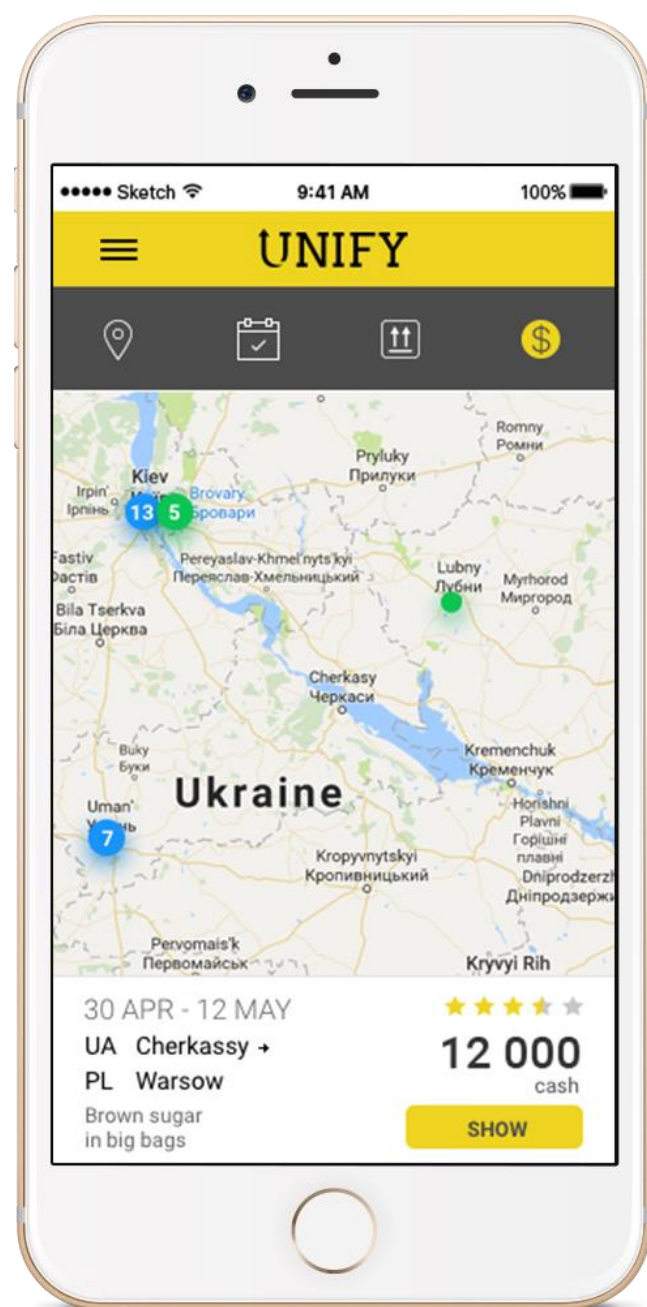 Sketch
9:41 AM
100%
UNIFY
$
Romny
Ромни
Pryluky
Прилуки
Kiev
Irpin'
Ірпінь
Brovary
Бровари
13
5
Fastiv
Фастів
Pereyaslav-Khmel'nyts'kyi
Переяслав-Хмельницький
Lubny
Лубни
Myrhorod
Миргород
Bila Tserkva
Біла Церква
Cherkasy
Черкаси
Buky
Буки
Kremenchuk
Кременчук
Ukraine
Uman'
7
Horishni
Plavni
Горішні
плавні
Kropyvnytskyi
Кропивницький
Dniprodzerzh
Дніпродзержи
Pervomais'k
Первомайськ
Kryvyi Rih
30 APR - 12 MAY
UA Cherkassy →
12 000
PL Warsow
cash
Brown sugar
in big bags
SHOW